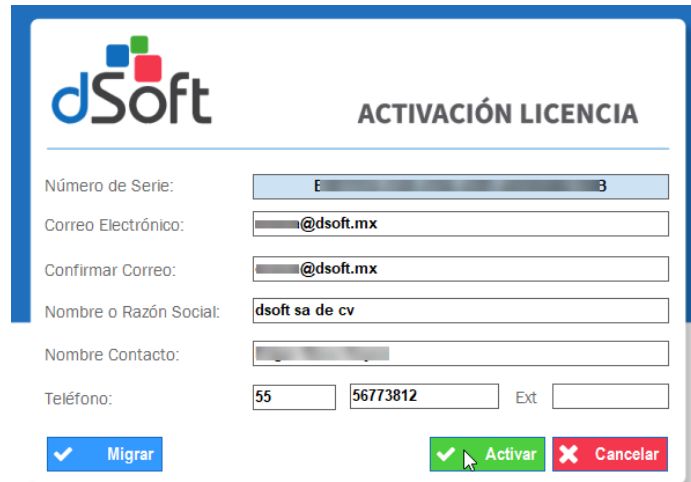 dSoft
ACTIVACIÓN LICENCIA
Número de Serie:
Correo Electrónico: @dsoft.mx
Confirmar Correo: @dsoft.mx
Nombre o Razón Social: dsoft sa de cv
Nombre Contacto:
Teléfono: 55 56773812 Ext
Migrar Activar Cancelar